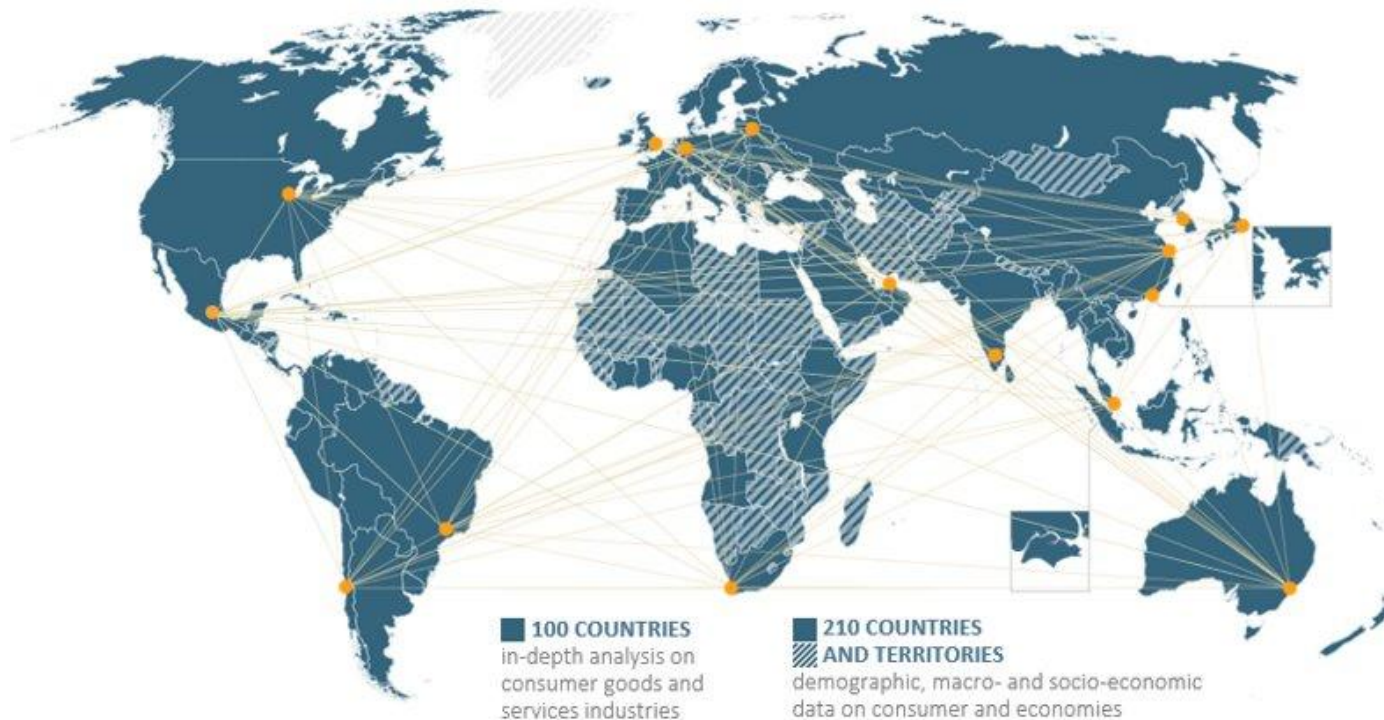 100 COUNTRIES
in-depth analysis on
consumer goods and
services industries
210 COUNTRIES
AND TERRITORIES
demographic, macro- and socio-economic
data on consumer and economies